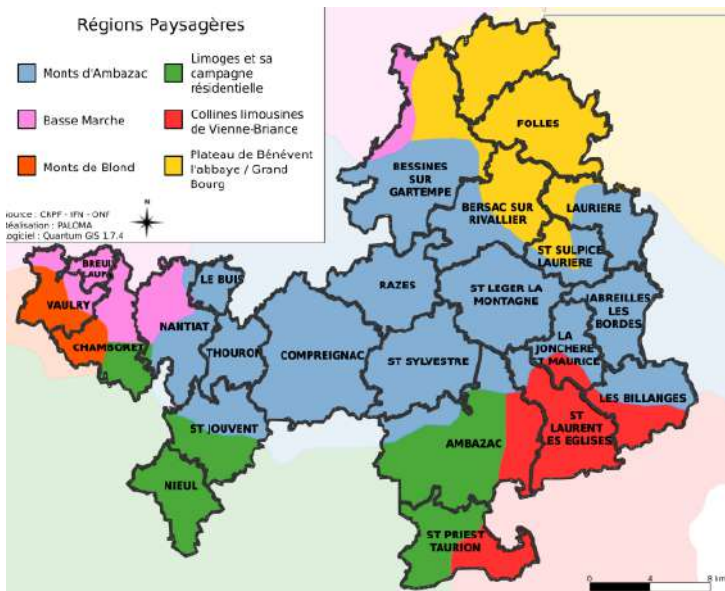 Régions Paysagères
Monts d'Ambazac
Limoges et sa
campagne
résidentielle
Basse Marche
Collines limousines
de Vienne-Briance
Monts de Blond
Plateau de Bénévent
l'abbaye / Grand
Bourg
N
Source : CRPF - IFN - ONF
Réalisation : PALOMA
Logiciel : Quantum GIS 1.7.4
FOLLES
BESSINES
SUR
GARTEMPE
BERSAC SUR
RIVALLIER
LAURIERE
ST SULPICE
LAURIERE
BREUIL
AUFA
LE BUIS
VAULRY
RAZES
ST LEGER LA
MONTAGNE
JABREILLES
LES
BORDES
NANTIAT
CHAMBORET
THOURON
COMPREIGNAC
ST SYLVESTRE
LA
JONCHERE
ST MAURICE
LES BILLANGES
ST JOUVENT
AMBAZAC
ST
LAURENT
LES EGLISES
NIEUL
ST PRIEST
TAURION
0 4 8 km